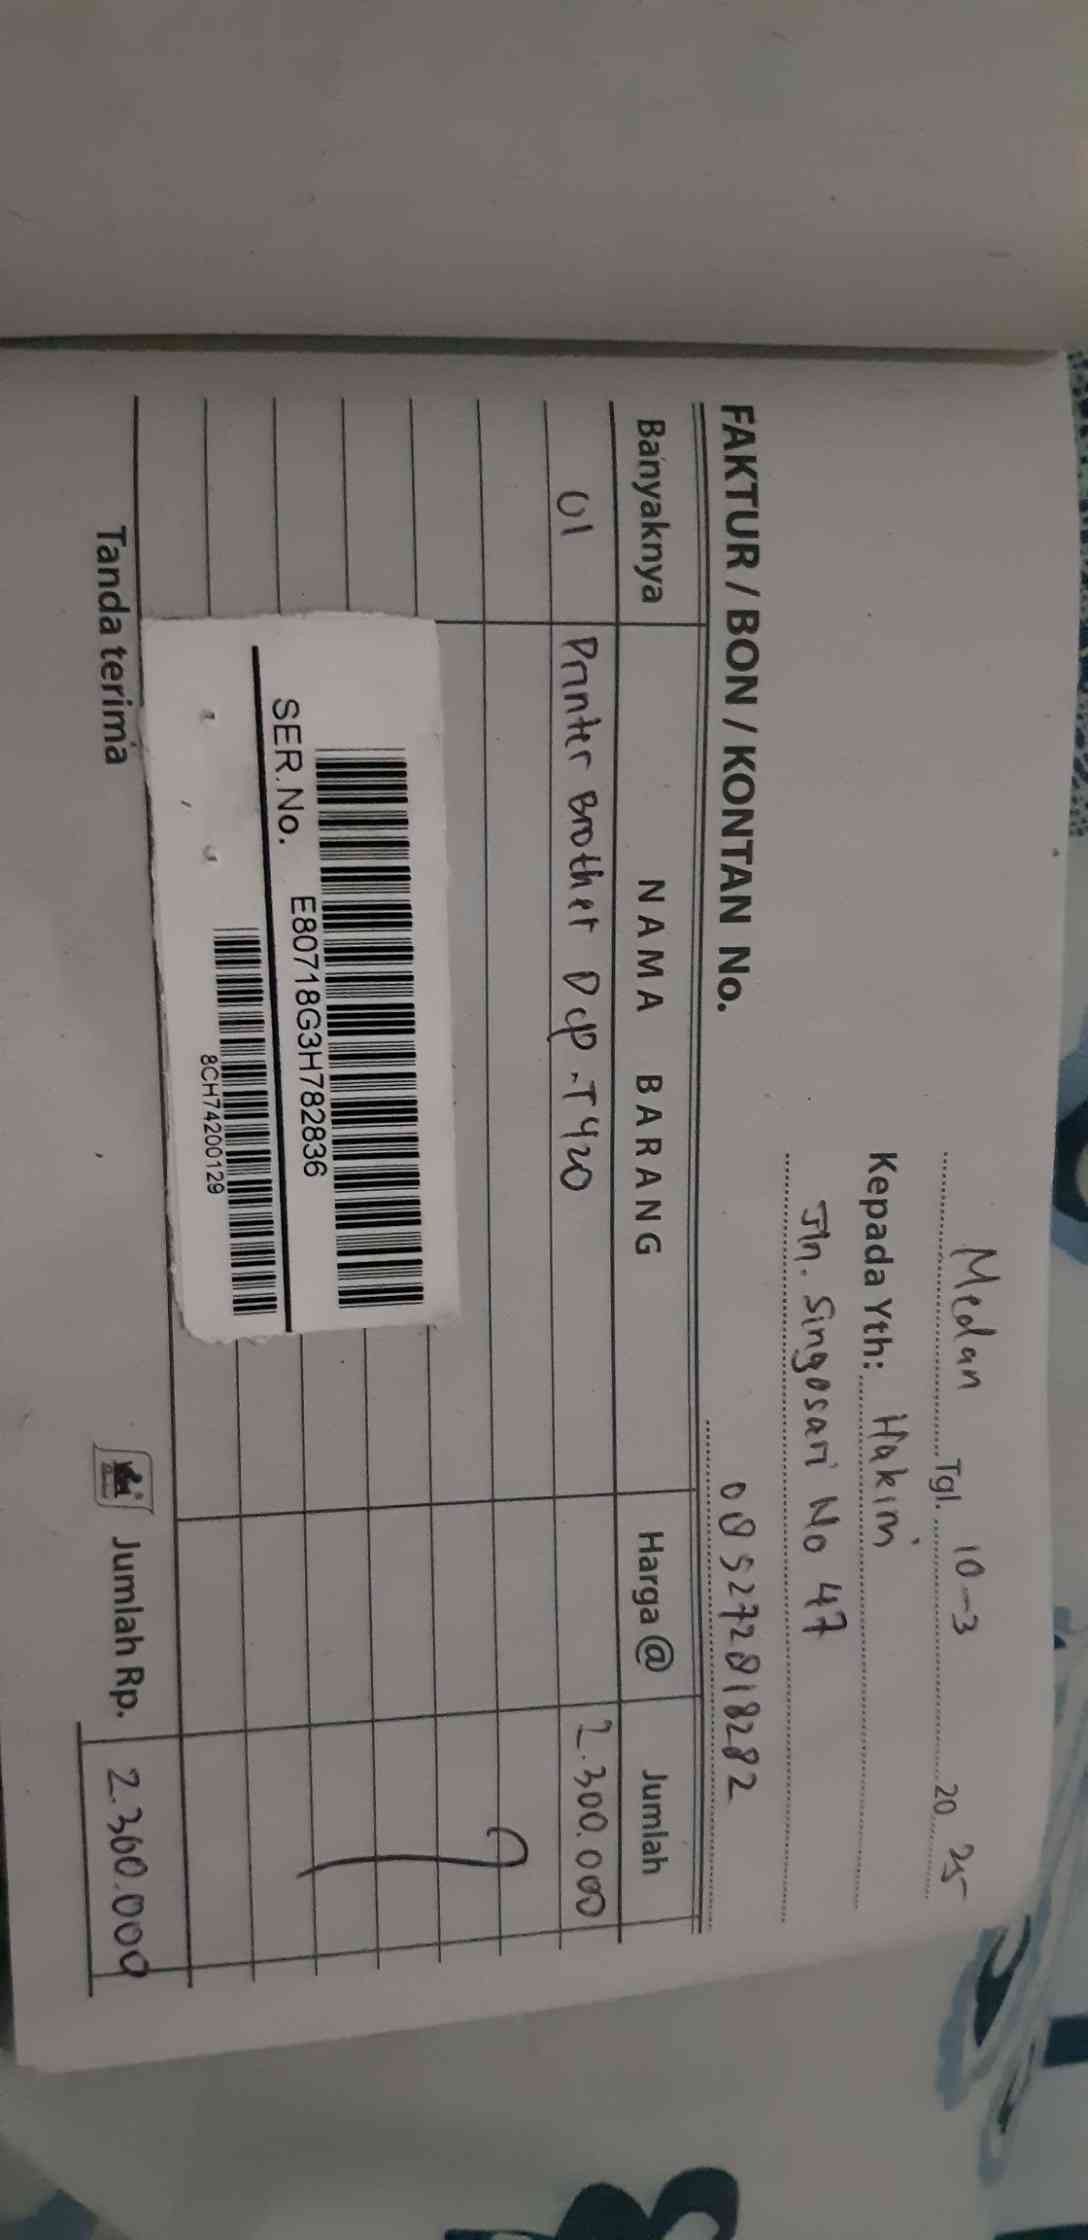 Medan Tgl. 10-3 20 25
Kepada Yth: Hakim
Jln. Singosari No 47
085272818282
FAKTUR / BON / KONTAN No.
Banyaknya NAMA BARANG Harga @ Jumlah
01 Printer Brother Dcp-T420 2.300.000
SER.No. E80718G3H782836
8CH74200129
Tanda terima Jumlah Rp. 2.300.000